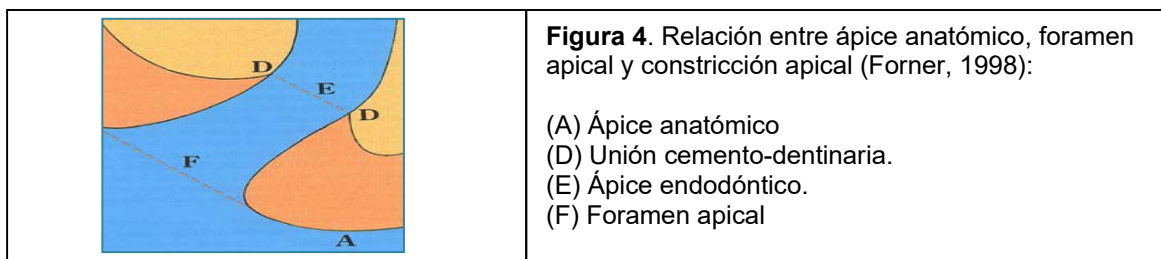 D
E
D
F
A
Figura 4. Relación entre ápice anatómico, foramen
apical y constricción apical (Forner, 1998):
(A) Ápice anatómico
(D) Unión cemento-dentinaria.
(E) Ápice endodóntico.
(F) Foramen apical